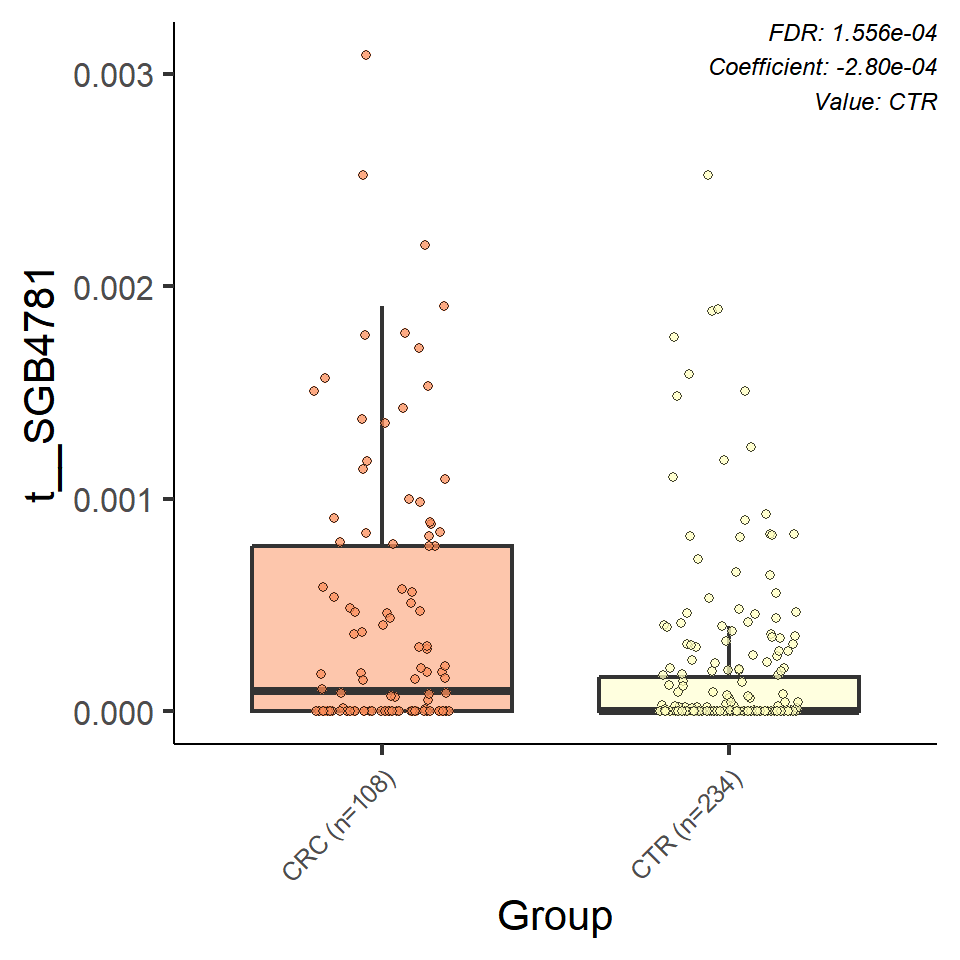 FDR: 1.556e-04
Coefficient: -2.80e-04
Value: CTR
0.003
0.002
0.001
0.000
t__SGB4781
CRC (n=108)
CTR (n=234)
Group